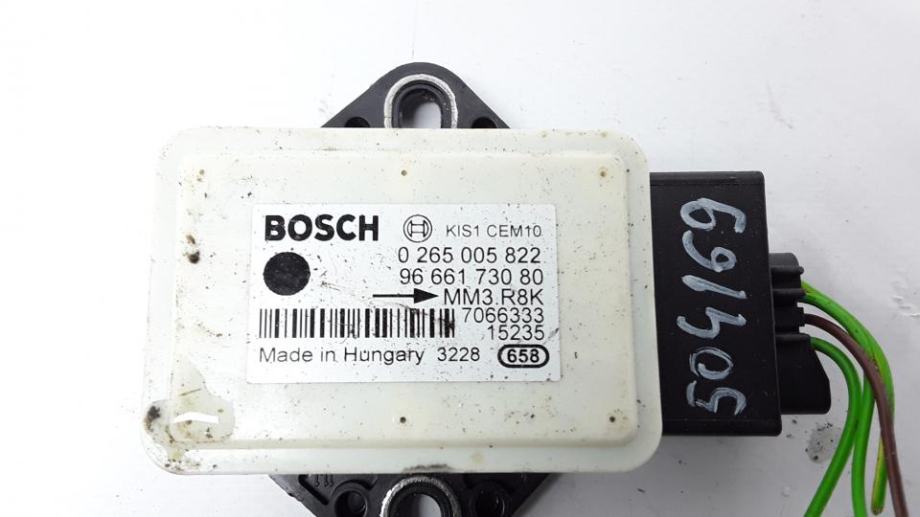 BOSCH KIS1 CEM10
0 265 005 822
96 661 730 80
MM3.R8K
7066333
15235
Made in Hungary 3228 658
504169